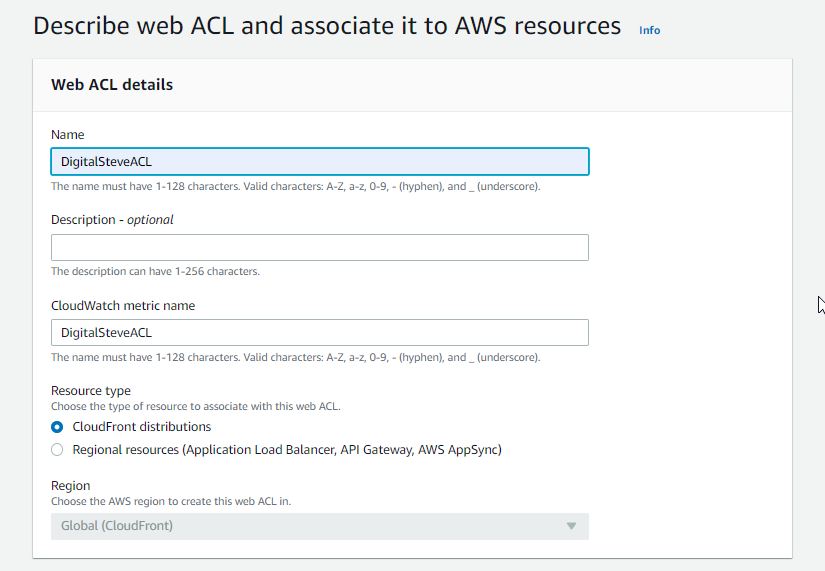 Describe web ACL and associate it to AWS resources Info
Web ACL details
Name
DigitalSteveACL
The name must have 1-128 characters. Valid characters: A-Z, a-z, 0-9, - (hyphen), and _ (underscore).
Description - optional
The description can have 1-256 characters.
CloudWatch metric name
DigitalSteveACL
The name must have 1-128 characters. Valid characters: A-Z, a-z, 0-9, - (hyphen), and _ (underscore).
Resource type
Choose the type of resource to associate with this web ACL.
CloudFront distributions
Regional resources (Application Load Balancer, API Gateway, AWS AppSync)
Region
Choose the AWS region to create this web ACL in.
Global (CloudFront)